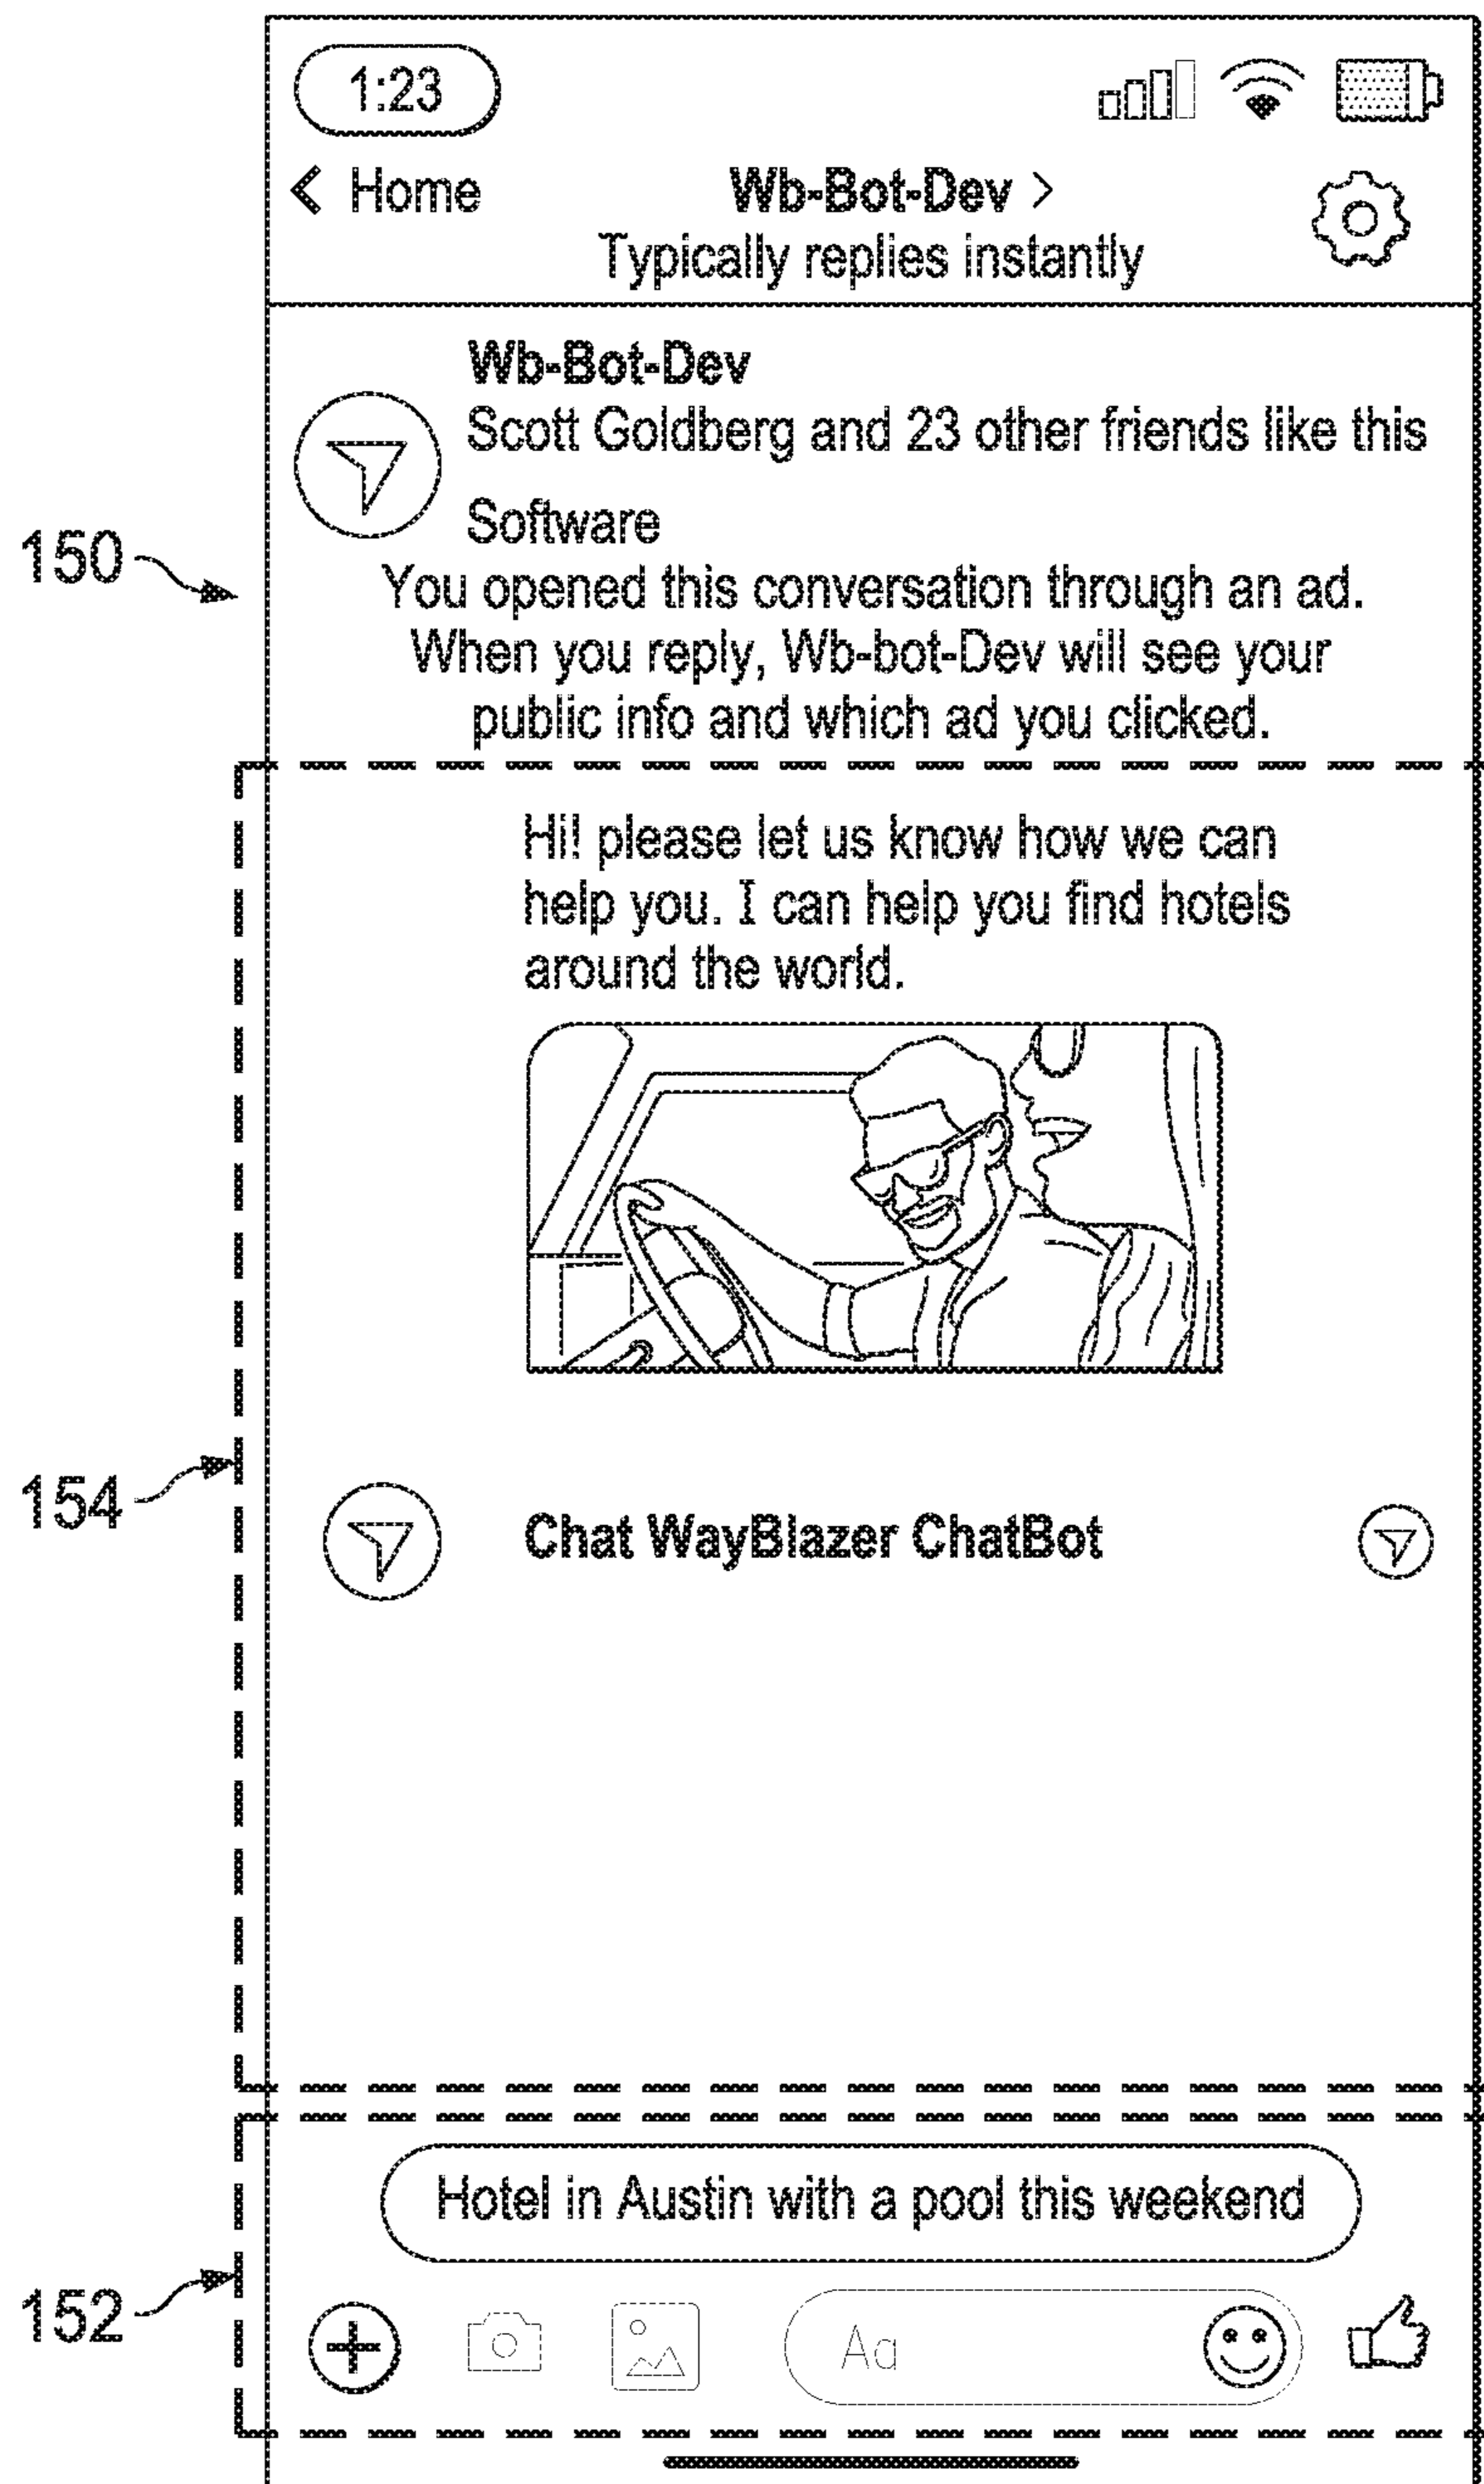 1:23
Home
Wb-Bot-Dev >
Typically replies instantly
Wb-Bot-Dev
Scott Goldberg and 23 other friends like this
Software
150
You opened this conversation through an ad.
When you reply, Wb-bot-Dev will see your
public info and which ad you clicked.
Hi! please let us know how we can
help you. I can help you find hotels
around the world.
154
Chat WayBlazer ChatBot
Hotel in Austin with a pool this weekend
152
Aa